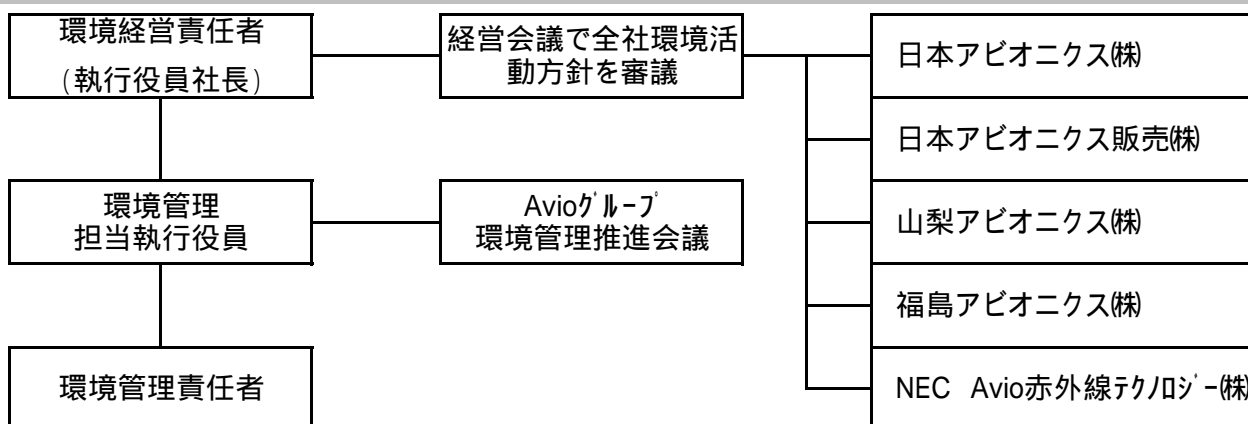 環境経営責任者
(執行役員社長)
経営会議で全社環境活
動方針を審議
日本アビオニクス㈱
日本アビオニクス販売㈱
環境管理
担当執行役員
Avioｸﾞﾙｰﾌﾟ
環境管理推進会議
山梨アビオニクス㈱
福島アビオニクス㈱
環境管理責任者
NEC Avio赤外線ﾃｸﾉﾛｼﾞｰ㈱